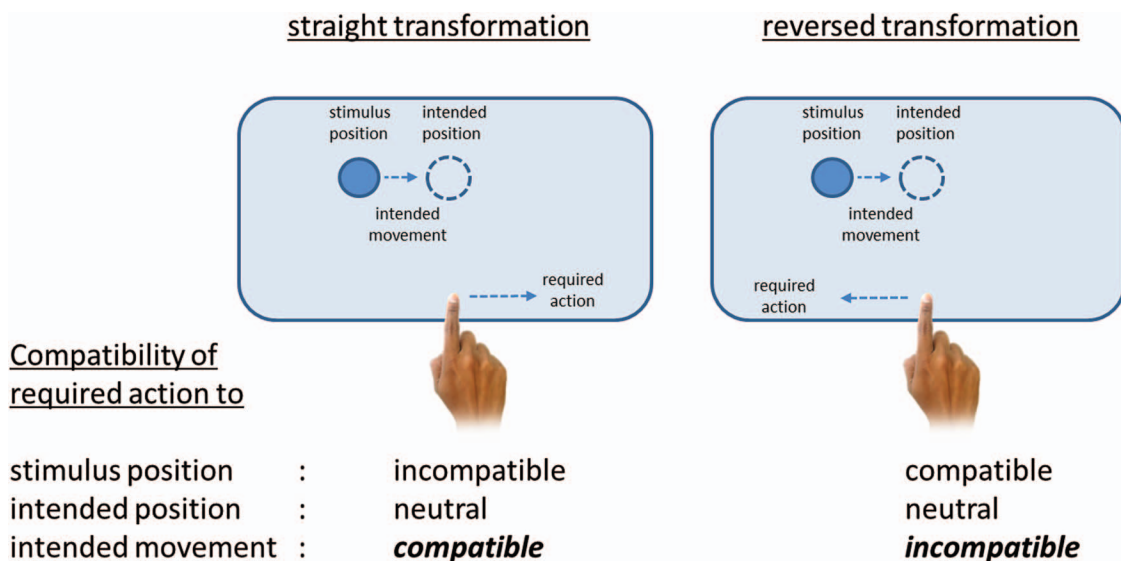 straight transformation
reversed transformation
stimulus position
intended position
intended movement
required action
stimulus position
intended position
intended movement
required action
Compatibility of
required action to
stimulus position : incompatible compatible
intended position : neutral neutral
intended movement : compatible incompatible